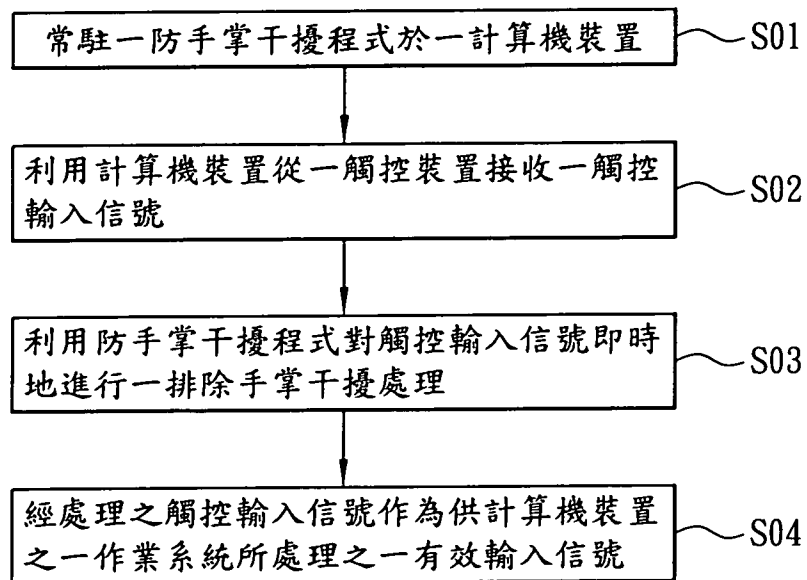 常駐一防手掌干擾程式於一計算機裝置
S01
利用計算機裝置從一觸控裝置接收一觸控
輸入信號
S02
利用防手掌干擾程式對觸控輸入信號即時
地進行一排除手掌干擾處理
S03
經處理之觸控輸入信號作為供計算機裝置
之一作業系統所處理之一有效輸入信號
S04